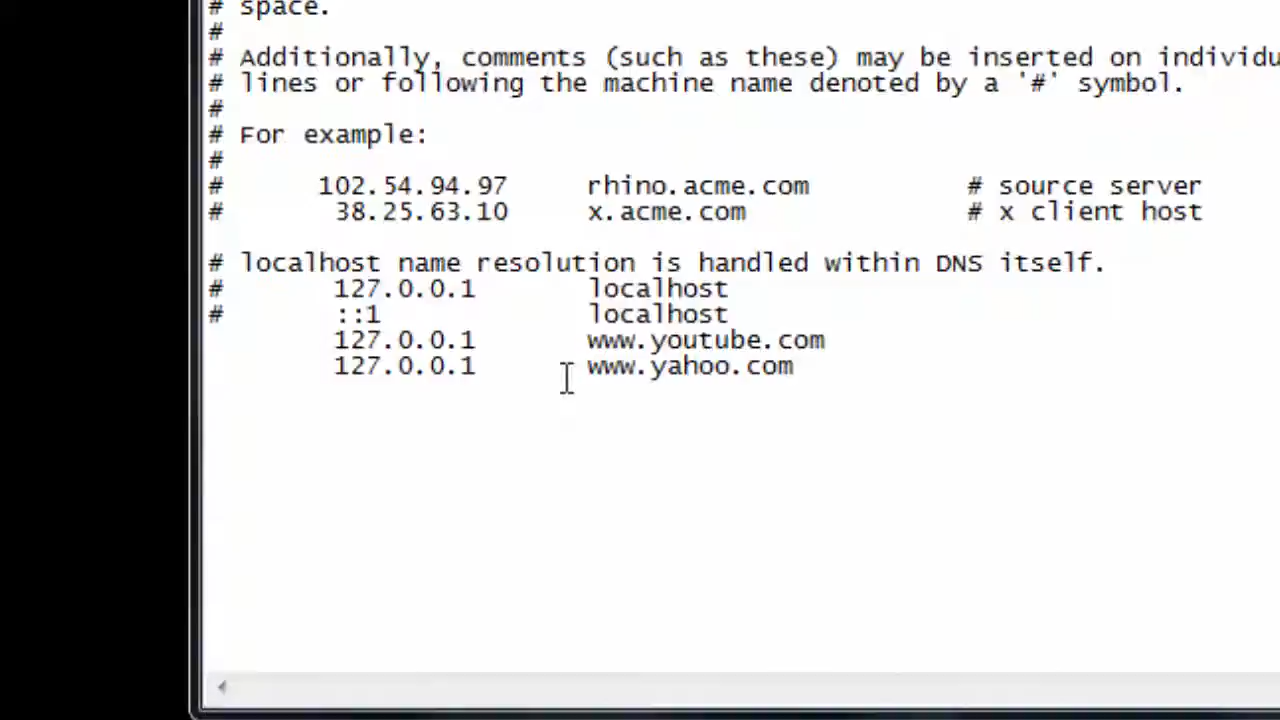 # space.
#
# Additionally, comments (such as these) may be inserted on
# lines or following the machine name denoted by a '#' symbol.
#
# For example:
#
# 102.54.94.97 rhino.acme.com # source server
# 38.25.63.10 x.acme.com # x client host
# localhost name resolution is handled within DNS itself.
# 127.0.0.1 localhost
# ::1 localhost
127.0.0.1 www.youtube.com
127.0.0.1 www.yahoo.com